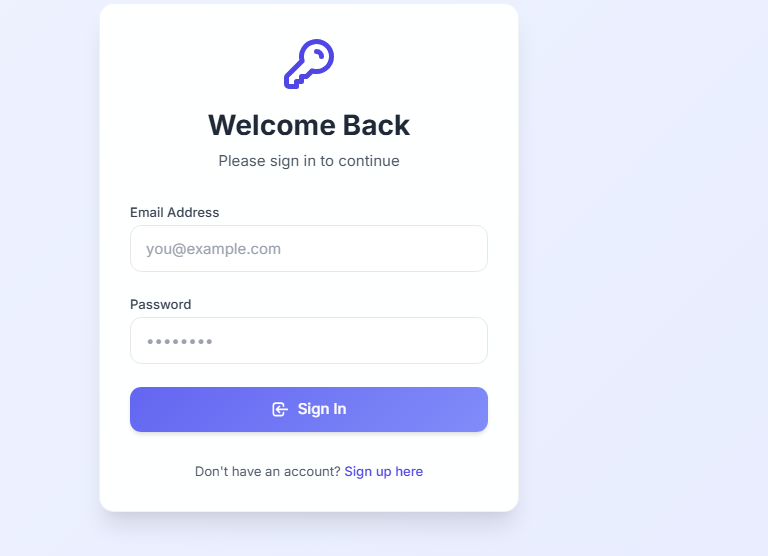 Welcome Back
Please sign in to continue
Email Address
you@example.com
Password
••••••••
Sign In
Don't have an account? Sign up here